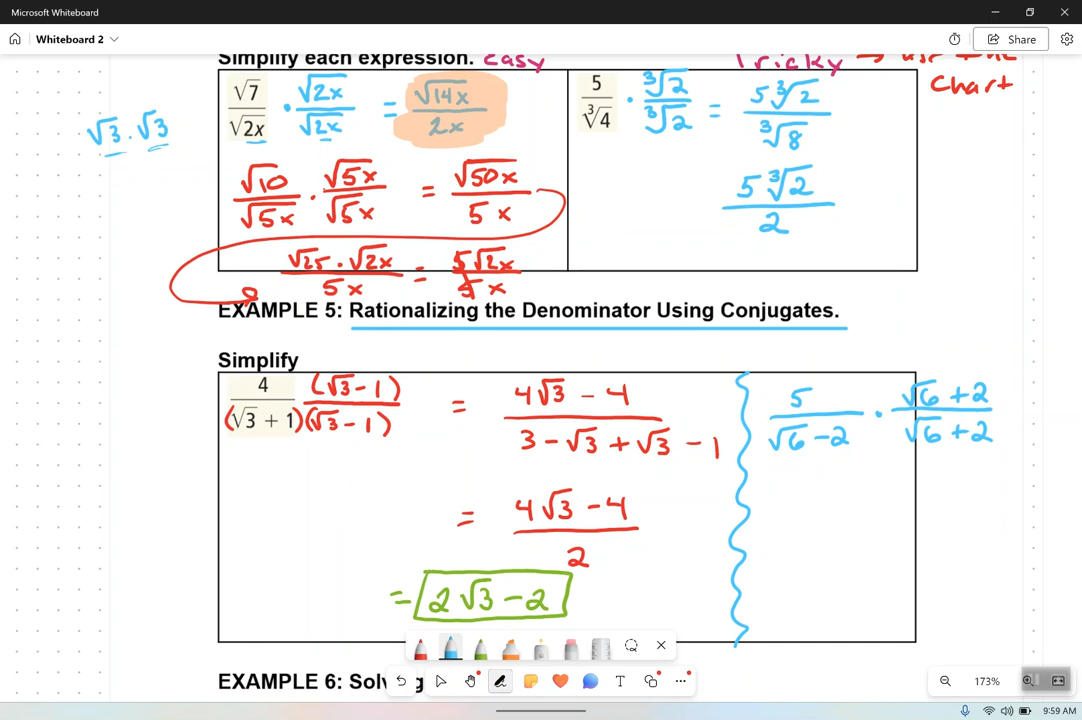 Microsoft Whiteboard
Whiteboard 2
Share
Simplify each expression. Easy
Tricky → use the
Chart
√7/√2x · √2x/√2x = √14x/2x
5/∛4 · ∛2/∛2 = 5∛2/∛8
√3 · √3
√10/√5x · √5x/√5x = √50x/5x
5∛2/2
√25 · √2x/5x = 5√2x/5x
EXAMPLE 5: Rationalizing the Denominator Using Conjugates.
Simplify
4/(√3 + 1) (√3 − 1)/(√3 − 1) = 4√3 − 4/3 − √3 + √3 − 1
5/√6 − 2 · √6 + 2/√6 + 2
= 4√3 − 4/2
= 2√3 − 2
EXAMPLE 6: Solv
173%
9:59 AM